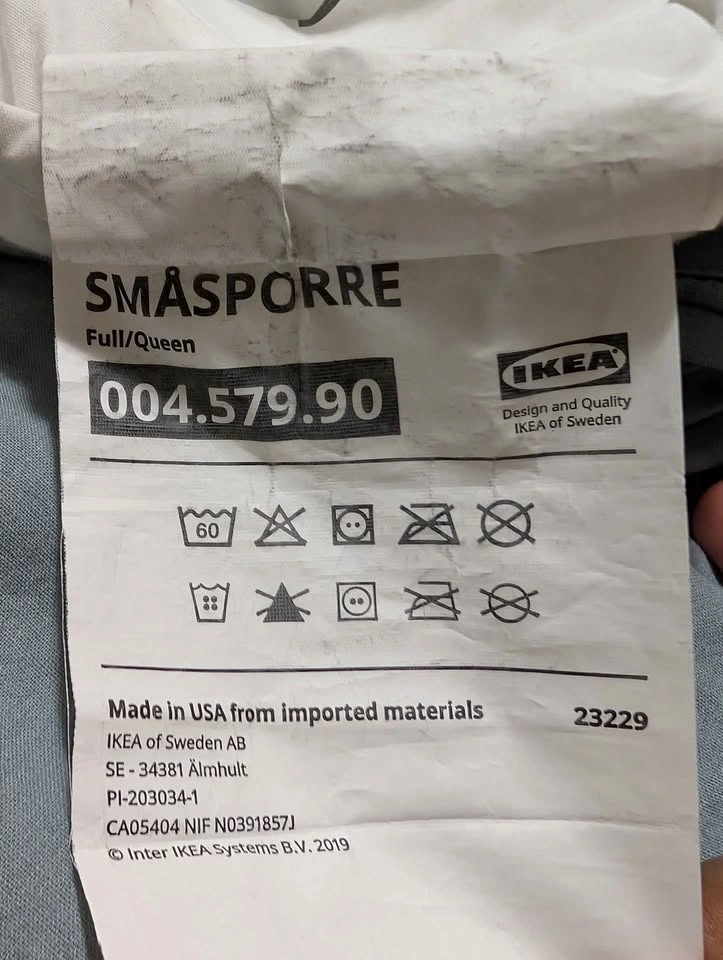 SMÅSPORRE
Full/Queen
004.579.90
IKEA®
Design and Quality
IKEA of Sweden
60
Made in USA from imported materials
23229
IKEA of Sweden AB
SE - 34381 Älmhult
PI-203034-1
CA05404 NIF N0391857J
© Inter IKEA Systems B.V. 2019